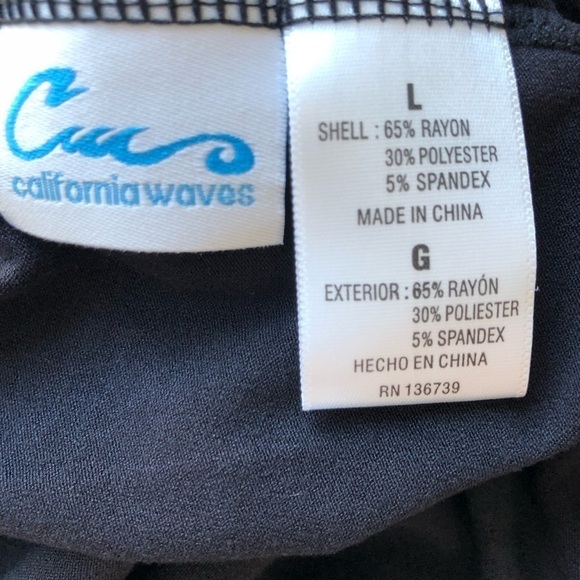 california waves
L
SHELL : 65% RAYON
30% POLYESTER
5% SPANDEX
MADE IN CHINA
G
EXTERIOR : 65% RAYÓN
30% POLIESTER
5% SPANDEX
HECHO EN CHINA
RN 136739